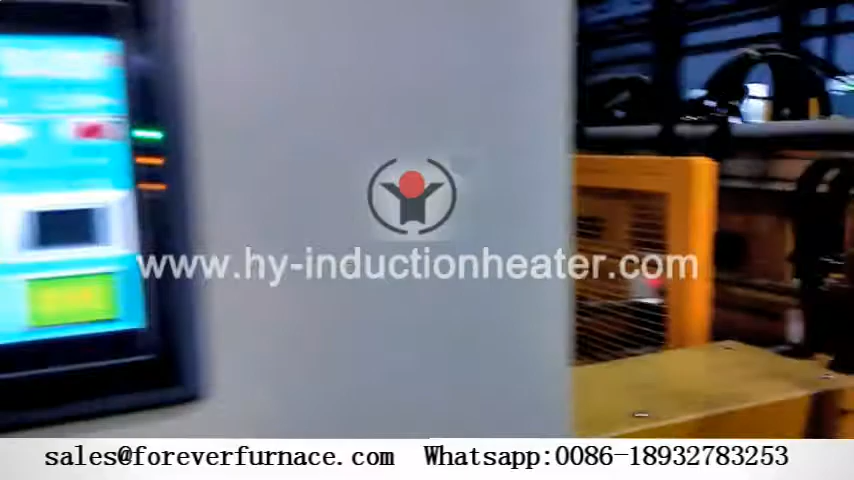 www.hy-inductionheater.com
sales@foreverfurnace.com Whatsapp:0086-18932783253